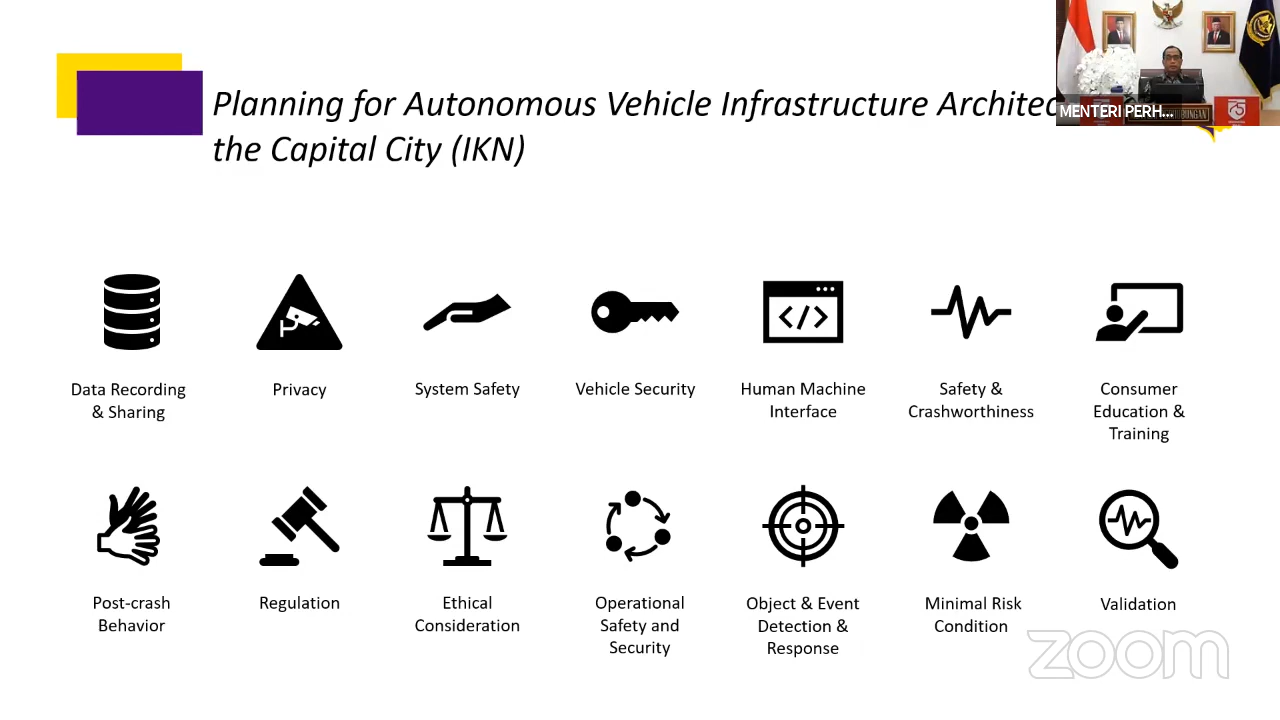 Planning for Autonomous Vehicle Infrastructure Architec
the Capital City (IKN)
MENTERI PERH...
HUBUNGAN
75
Data Recording
& Sharing
Privacy
System Safety
Vehicle Security
Human Machine
Interface
Safety &
Crashworthiness
Consumer
Education &
Training
Post-crash
Behavior
Regulation
Ethical
Consideration
Operational
Safety and
Security
Object & Event
Detection &
Response
Minimal Risk
Condition
Validation
zoom